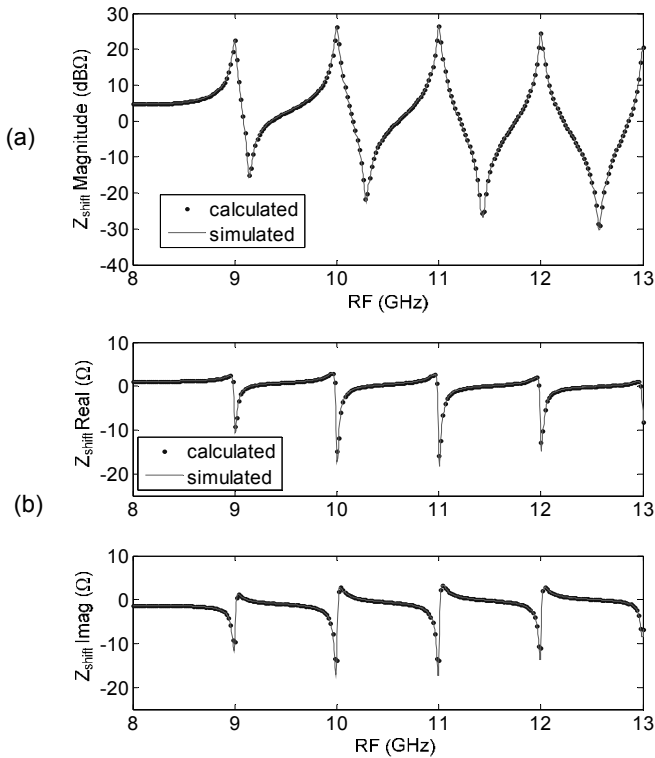 (a)
Z_shift Magnitude (dBΩ)
30
20
10
0
-10
-20
-30
-40
calculated
simulated
8 9 10 11 12 13
RF (GHz)
(b)
Z_shift Real (Ω)
10
0
-10
-20
calculated
simulated
8 9 10 11 12 13
Z_shift Imag (Ω)
10
0
-10
-20
8 9 10 11 12 13
RF (GHz)